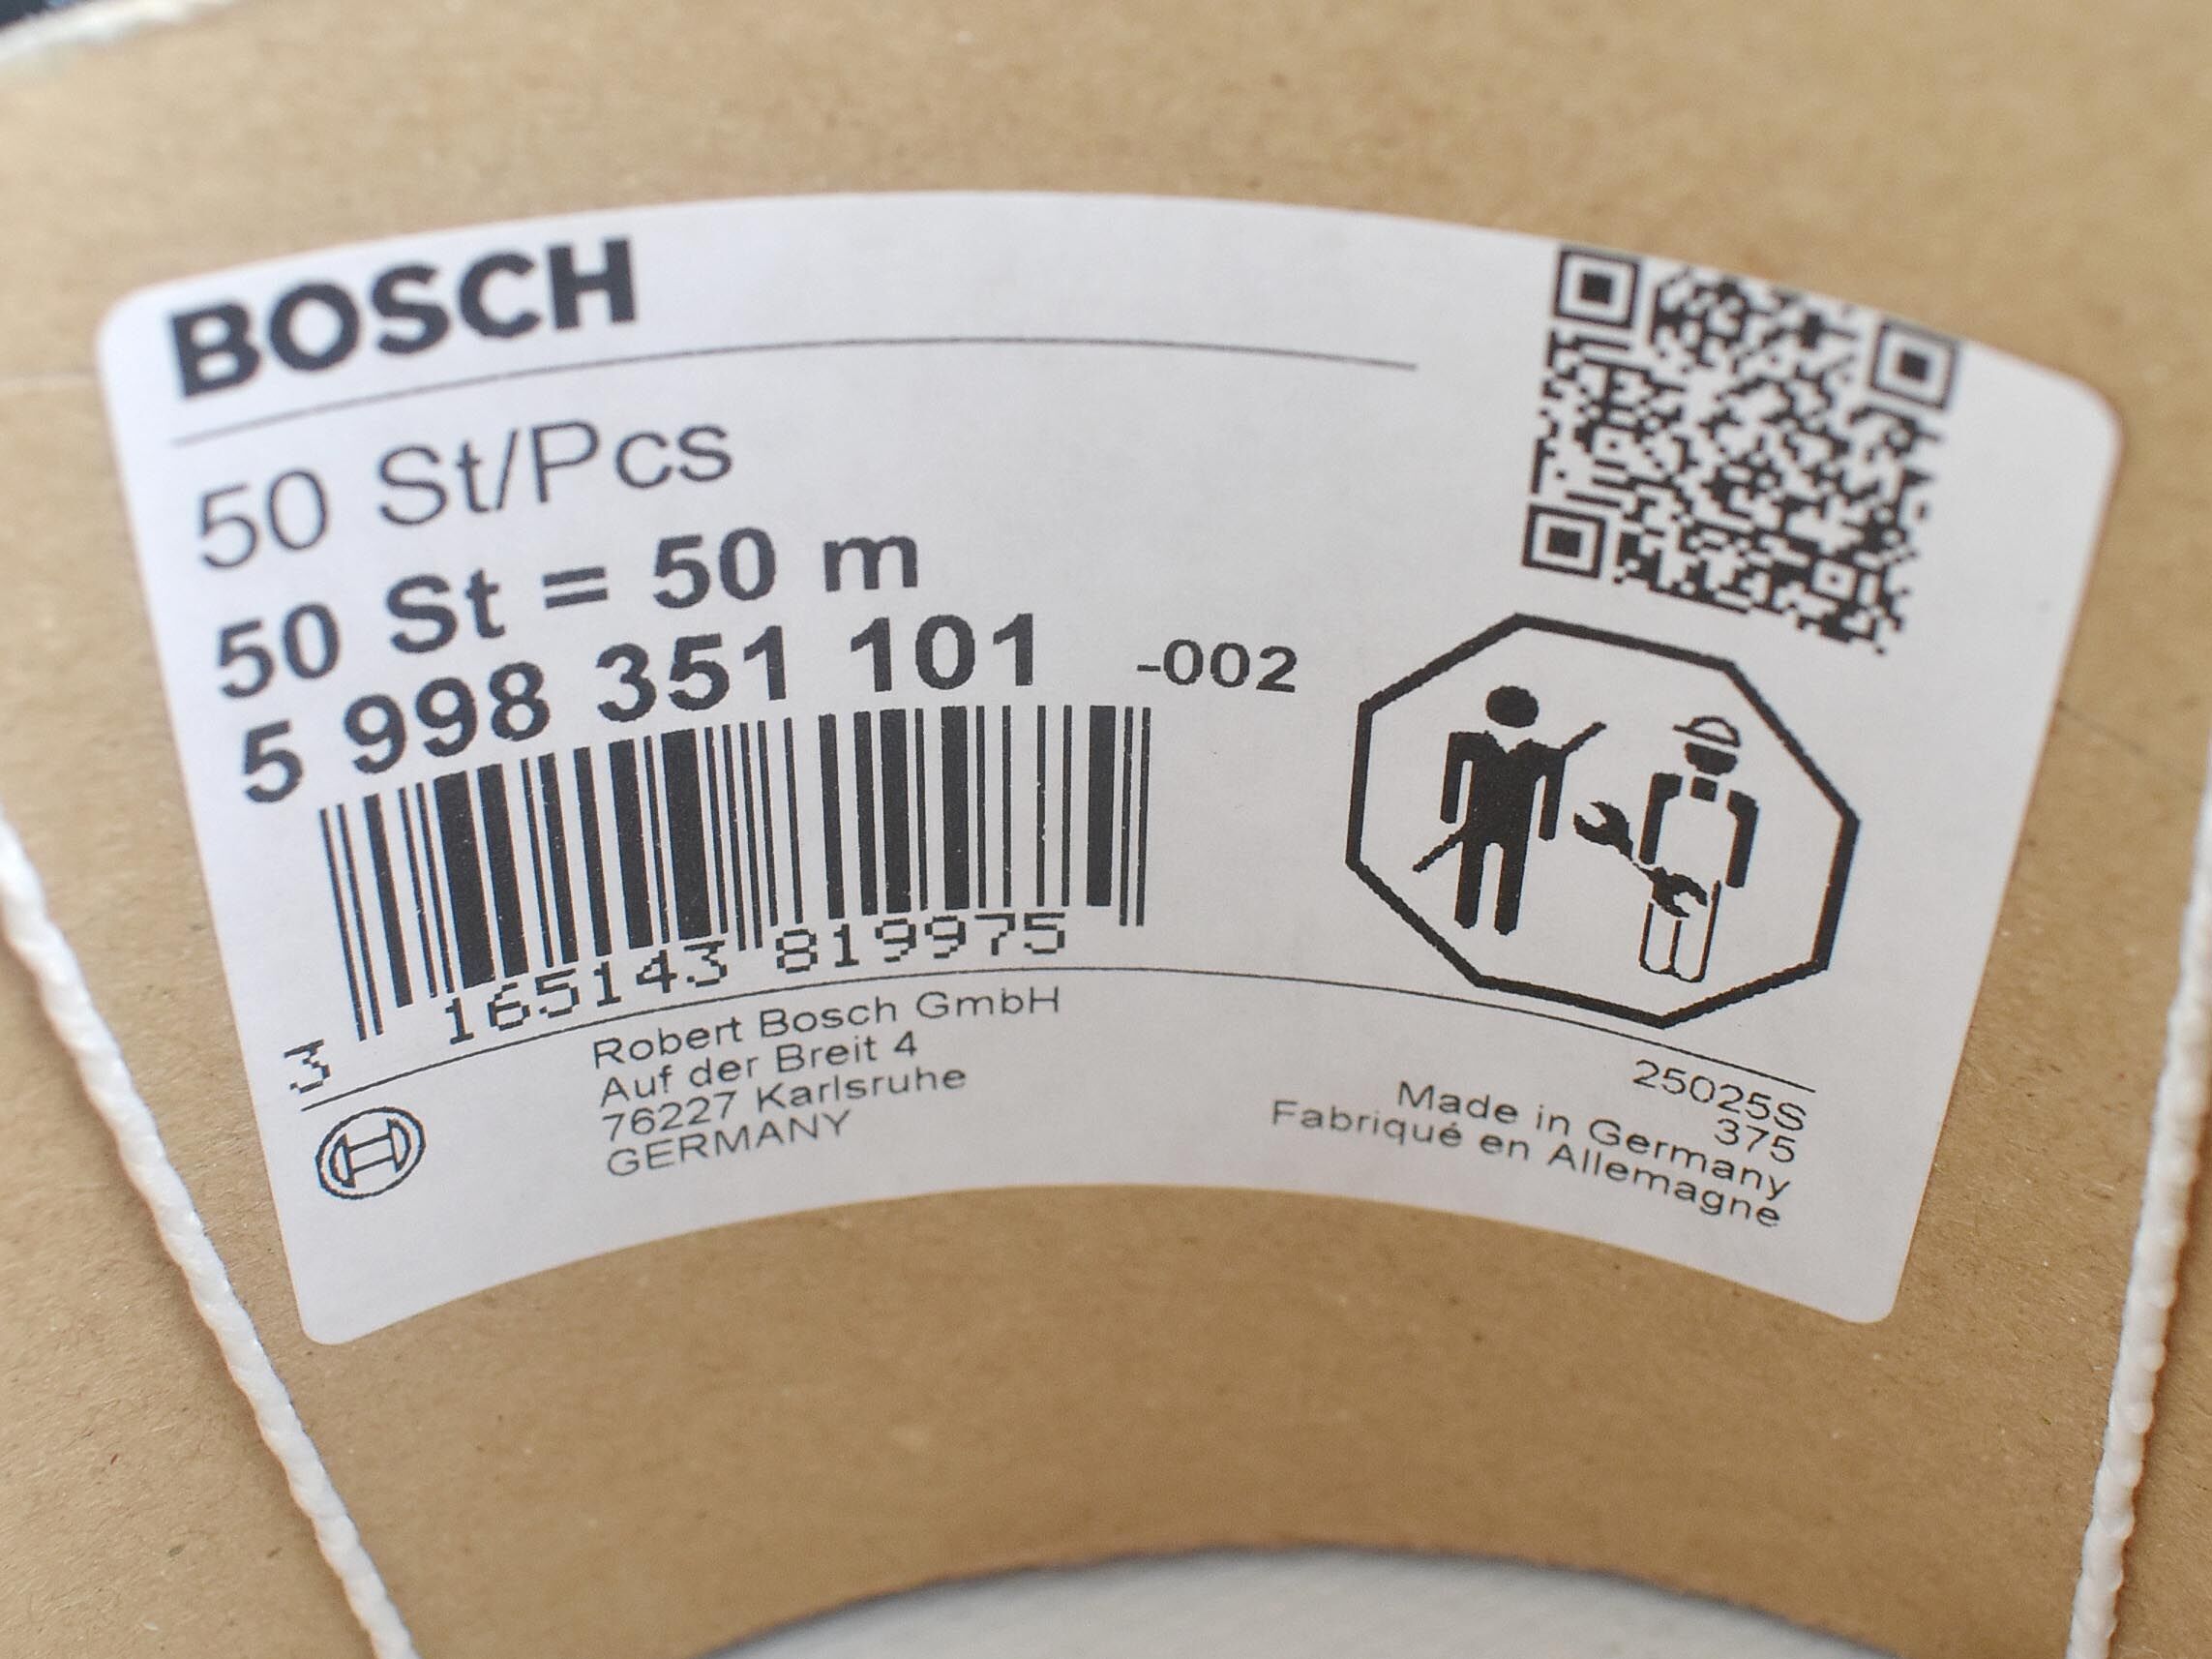 BOSCH
50 St/Pcs
50 St = 50 m
5 998 351 101 -002
3 165143 819975
Robert Bosch GmbH
Auf der Breit 4
76227 Karlsruhe
GERMANY
25025S
375
Made in Germany
Fabriqué en Allemagne